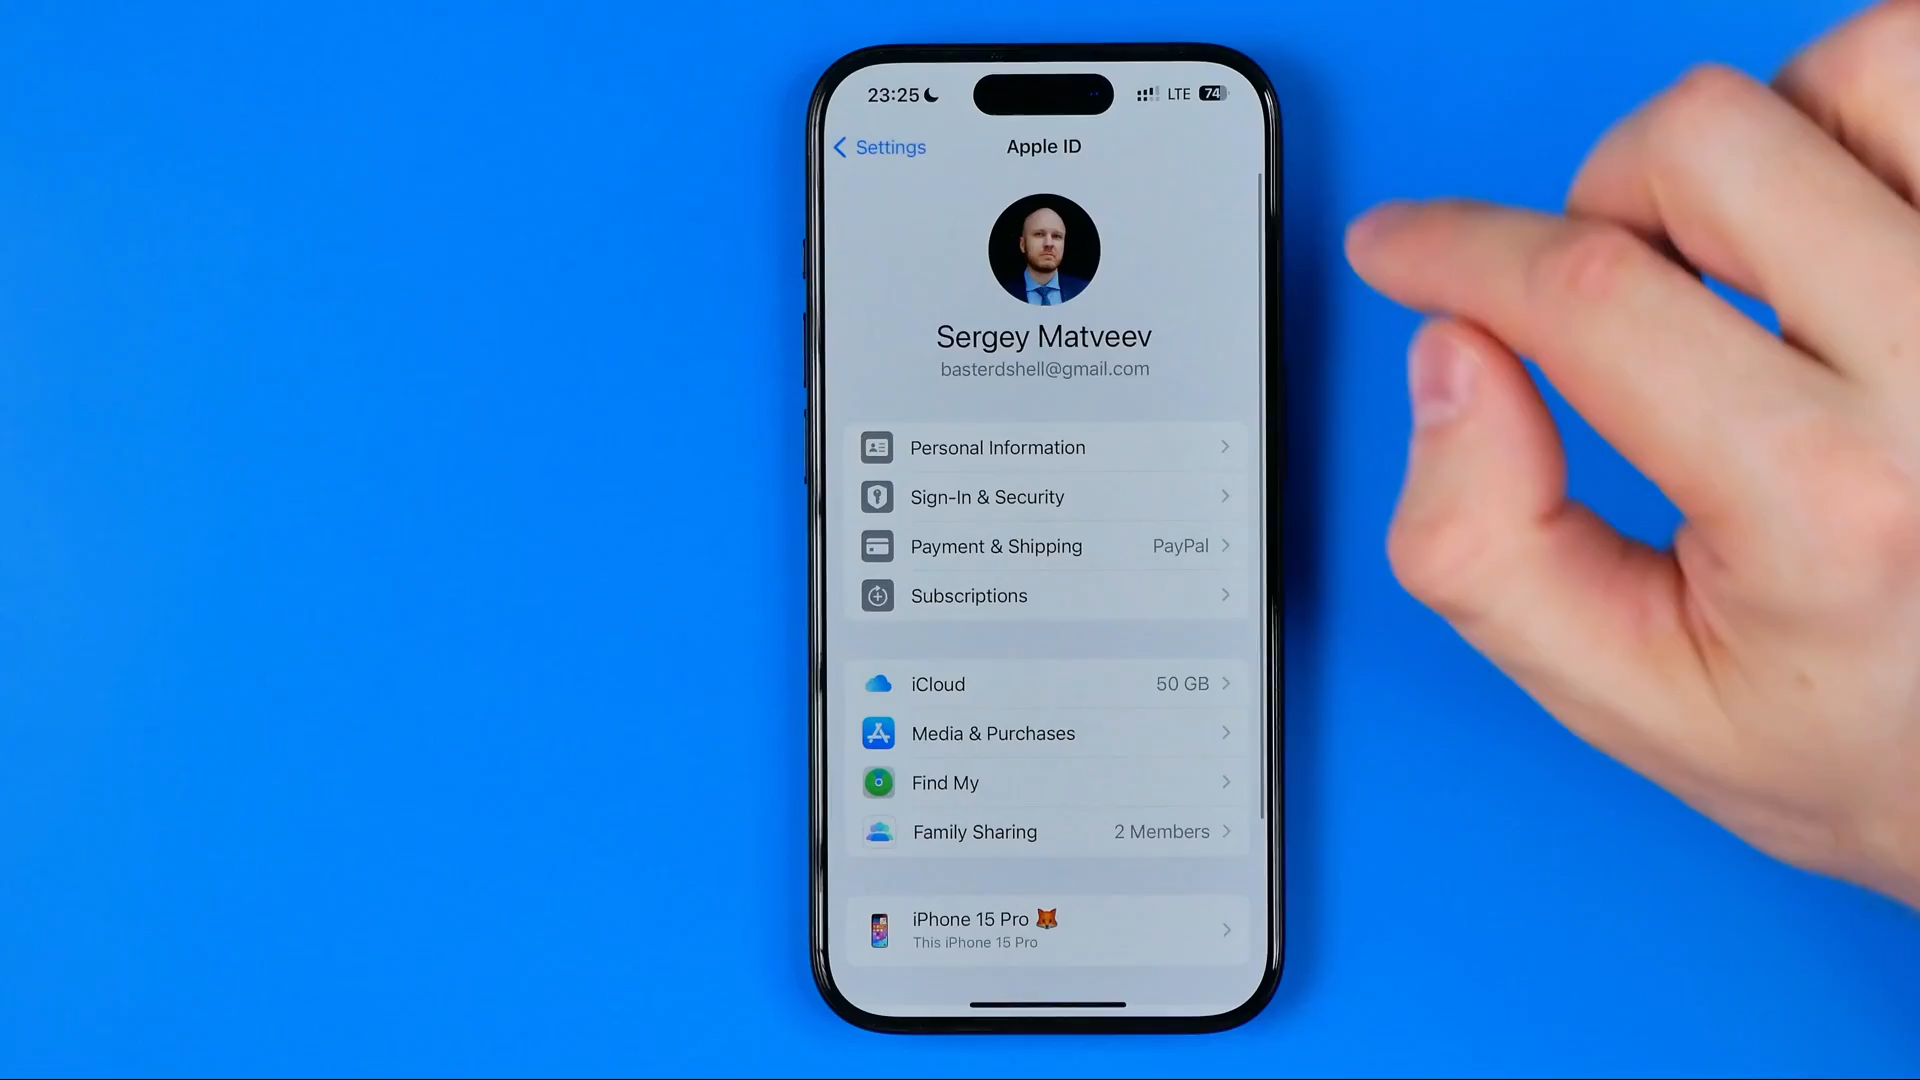 23:25 LTE 74
Settings Apple ID
Sergey Matveev
basterdshell@gmail.com
Personal Information
Sign-In & Security
Payment & Shipping PayPal
Subscriptions
iCloud 50 GB
Media & Purchases
Find My
Family Sharing 2 Members
iPhone 15 Pro 🦊
This iPhone 15 Pro